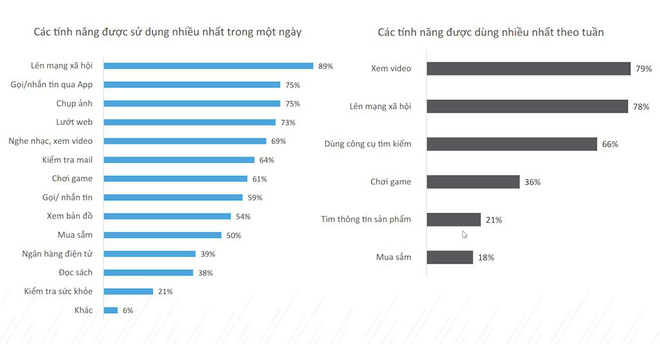 Các tính năng được sử dụng nhiều nhất trong một ngày
Lên mạng xã hội 89%
Gọi/nhắn tin qua App 75%
Chụp ảnh 75%
Lướt web 73%
Nghe nhạc, xem video 69%
Kiểm tra mail 64%
Chơi game 61%
Gọi/ nhắn tin 59%
Xem bản đồ 54%
Mua sắm 50%
Ngân hàng điện tử 39%
Đọc sách 38%
Kiểm tra sức khỏe 21%
Khác 6%
Các tính năng được dùng nhiều nhất theo tuần
Xem video 79%
Lên mạng xã hội 78%
Dùng công cụ tìm kiếm 66%
Chơi game 36%
Tìm thông tin sản phẩm 21%
Mua sắm 18%